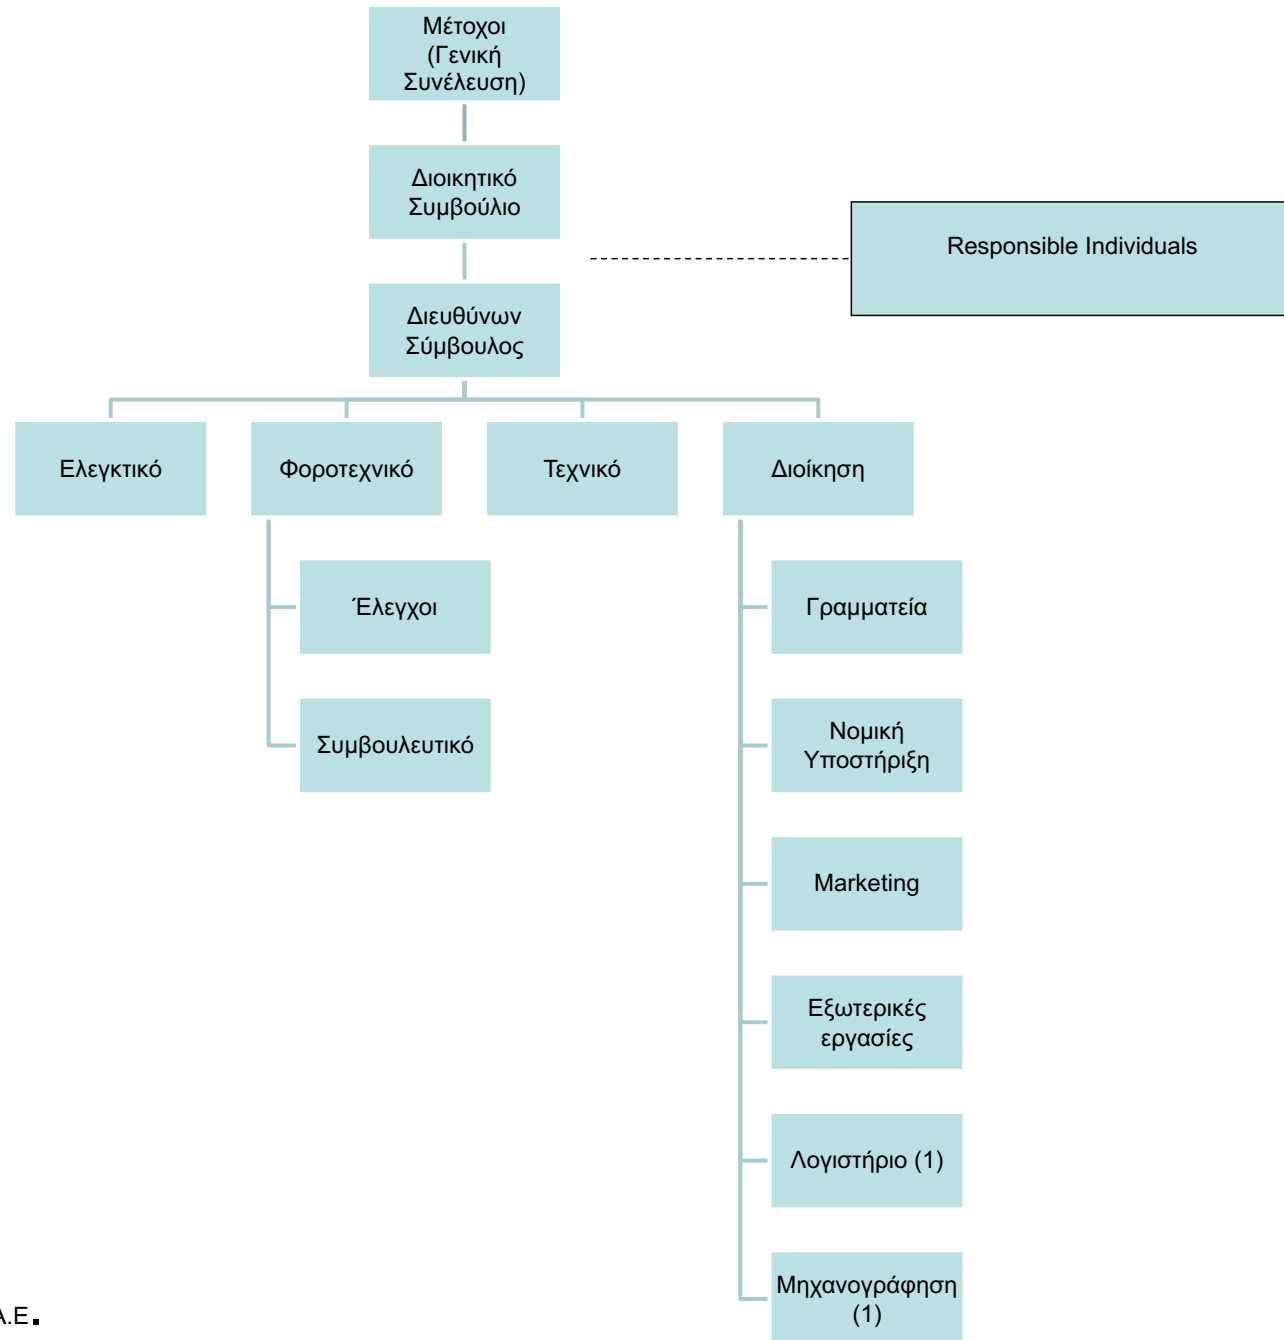 Μέτοχοι
(Γενική
Συνέλευση)
Διοικητικό
Συμβούλιο
Responsible Individuals
Διευθύνων
Σύμβουλος
Ελεγκτικό
Φοροτεχνικό
Τεχνικό
Διοίκηση
Έλεγχοι
Γραμματεία
Συμβουλευτικό
Νομική
Υποστήριξη
Marketing
Εξωτερικές
εργασίες
Λογιστήριο (1)
Μηχανογράφηση
(1)
Α.Ε.